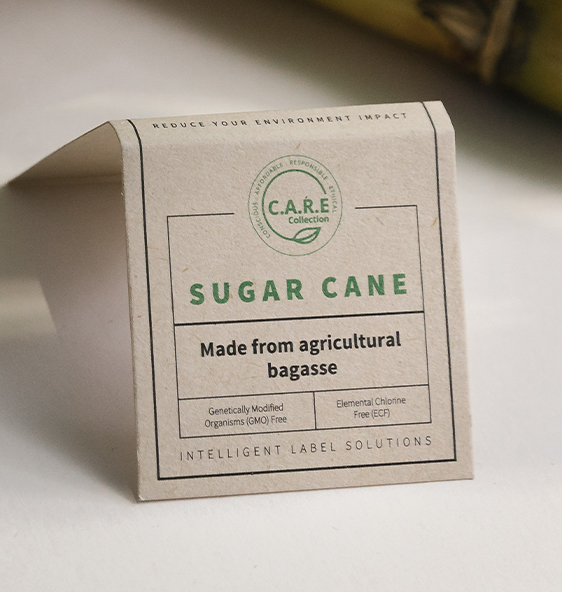 REDUCE YOUR ENVIRONMENT IMPACT
CONSCIOUS · AFFORDABLE · RESPONSIBLE · ETHICAL
C.A.R.E
Collection
SUGAR CANE
Made from agricultural
bagasse
Genetically Modified
Organisms (GMO) Free
Elemental Chlorine
Free (ECF)
INTELLIGENT LABEL SOLUTIONS